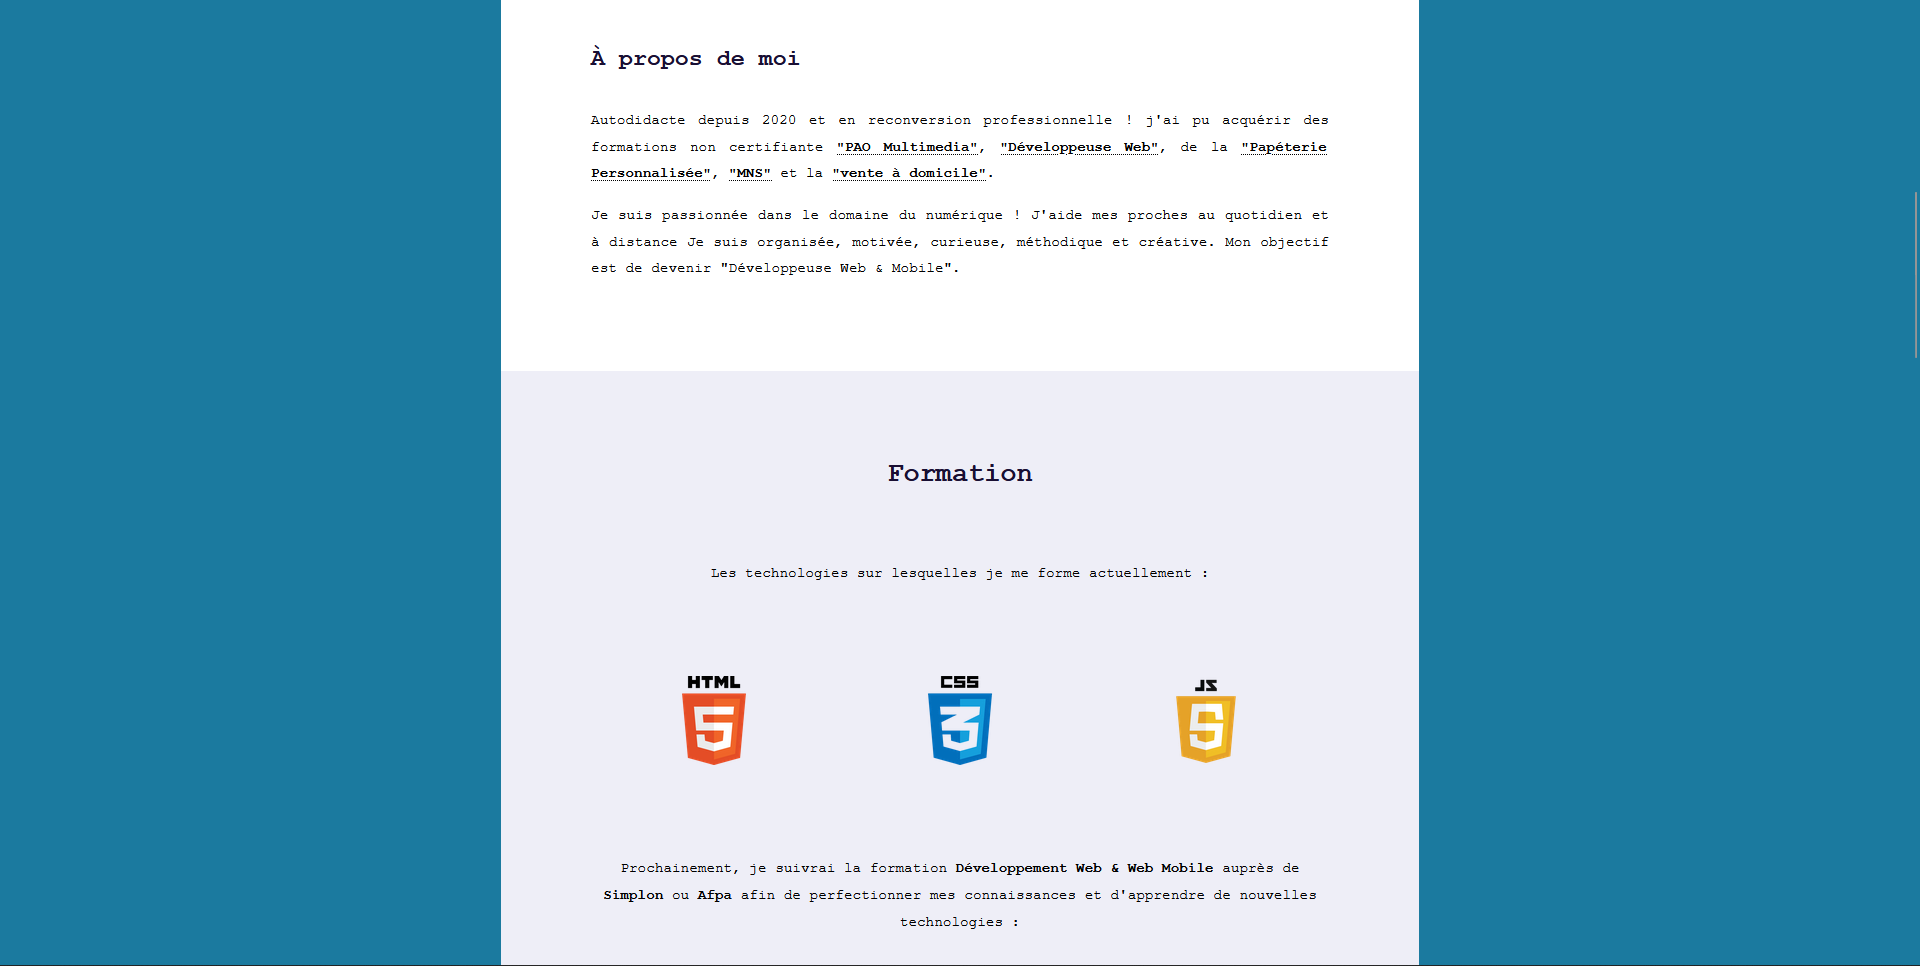 À propos de moi
Autodidacte depuis 2020 et en reconversion professionnelle ! j'ai pu acquérir des
formations non certifiante "PAO Multimedia", "Développeuse Web", de la "Papéterie
Personnalisée", "MNS" et la "vente à domicile".
Je suis passionnée dans le domaine du numérique ! J'aide mes proches au quotidien et
à distance Je suis organisée, motivée, curieuse, méthodique et créative. Mon objectif
est de devenir "Développeuse Web & Mobile".
Formation
Les technologies sur lesquelles je me forme actuellement :
HTML CSS JS
5 3 5
Prochainement, je suivrai la formation Développement Web & Web Mobile auprès de
Simplon ou Afpa afin de perfectionner mes connaissances et d'apprendre de nouvelles
technologies :